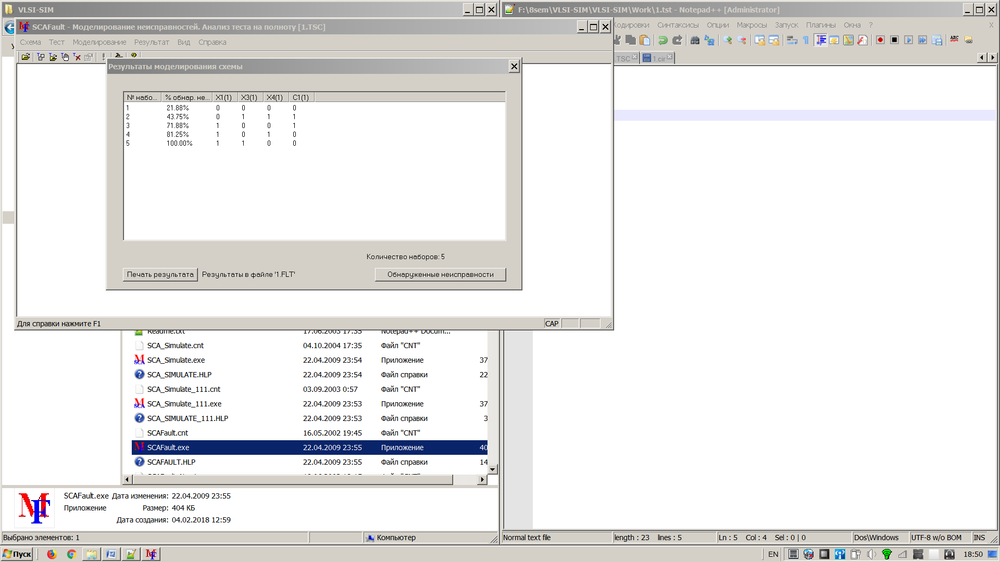 VLSI-SIM
F:\8sem\VLSI-SIM\VLSI-SIM\Work\1.tst - Notepad++ [Administrator]
SCAFault - Моделирование неисправностей. Анализ теста на полноту [1.TSC]
Кодировки Синтаксисы Опции Макросы Запуск Плагины Окна ? X
Схема Тест Моделирование Результат Вид Справка
.TSC 1.cir
Результаты моделирования схемы
№ набо... % обнар. не... X1(1) X3(1) X4(1) C1(1)
1 21.88% 0 0 0 0
2 43.75% 0 1 1 1
3 71.88% 1 0 0 1
4 81.25% 1 0 1 0
5 100.00% 1 1 0 0
Количество наборов: 5
Печать результата Результаты в файле '1.FLT' Обнаруженные неисправности
Для справки нажмите F1 CAP
Readme.txt 17.06.2003 17:35 Notepad++ Docum...
SCA_Simulate.cnt 04.10.2004 17:35 Файл "CNT"
SCA_Simulate.exe 22.04.2009 23:54 Приложение 37
SCA_SIMULATE.HLP 22.04.2009 23:54 Файл справки 22
SCA_Simulate_111.cnt 03.09.2003 0:57 Файл "CNT"
SCA_Simulate_111.exe 22.04.2009 23:53 Приложение 37
SCA_SIMULATE_111.HLP 22.04.2009 23:53 Файл справки 3
SCAFault.cnt 16.05.2002 19:45 Файл "CNT"
SCAFault.exe 22.04.2009 23:55 Приложение 40
SCAFAULT.HLP 22.04.2009 23:55 Файл справки 14
SCAFault.exe Дата изменения: 22.04.2009 23:55
Приложение Размер: 404 КБ
Дата создания: 04.02.2018 12:59
Выбрано элементов: 1 Компьютер
Normal text file length : 23 lines : 5 Ln : 5 Col : 4 Sel : 0 | 0 Dos\Windows UTF-8 w/o BOM INS
Пуск EN 18:50